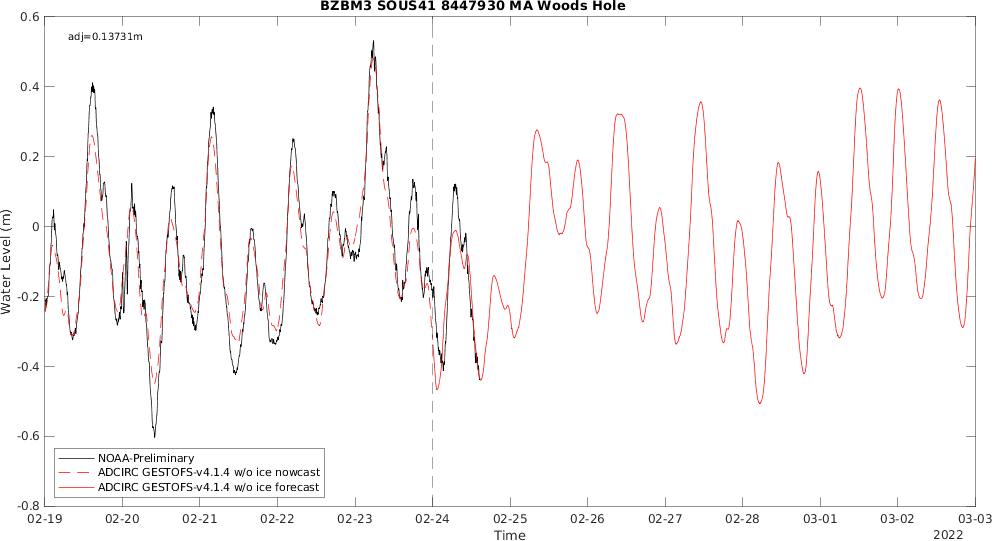 BZBM3 SOUS41 8447930 MA Woods Hole
adj=0.13731m
0.6
0.4
0.2
0
-0.2
-0.4
-0.6
-0.8
Water Level (m)
NOAA-Preliminary
ADCIRC GESTOFS-v4.1.4 w/o ice nowcast
ADCIRC GESTOFS-v4.1.4 w/o ice forecast
02-19 02-20 02-21 02-22 02-23 02-24 02-25 02-26 02-27 02-28 03-01 03-02 03-03
Time
2022